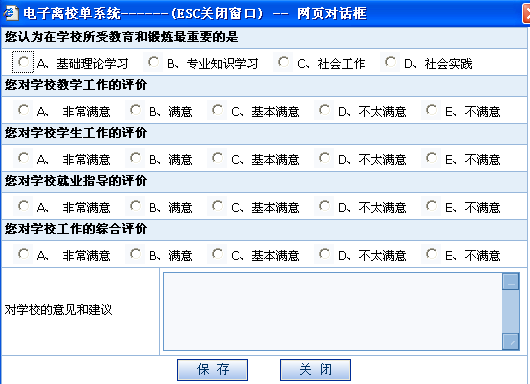 电子离校单系统------(ESC关闭窗口) -- 网页对话框
您认为在学校所受教育和锻炼最重要的是
A、基础理论学习 B、专业知识学习 C、社会工作 D、社会实践
您对学校教学工作的评价
A、 非常满意 B、满意 C、基本满意 D、不太满意 E、不满意
您对学校学生工作的评价
A、 非常满意 B、满意 C、基本满意 D、不太满意 E、不满意
您对学校就业指导的评价
A、 非常满意 B、满意 C、基本满意 D、不太满意 E、不满意
您对学校工作的综合评价
A、 非常满意 B、满意 C、基本满意 D、不太满意 E、不满意
对学校的意见和建议
保 存 关 闭